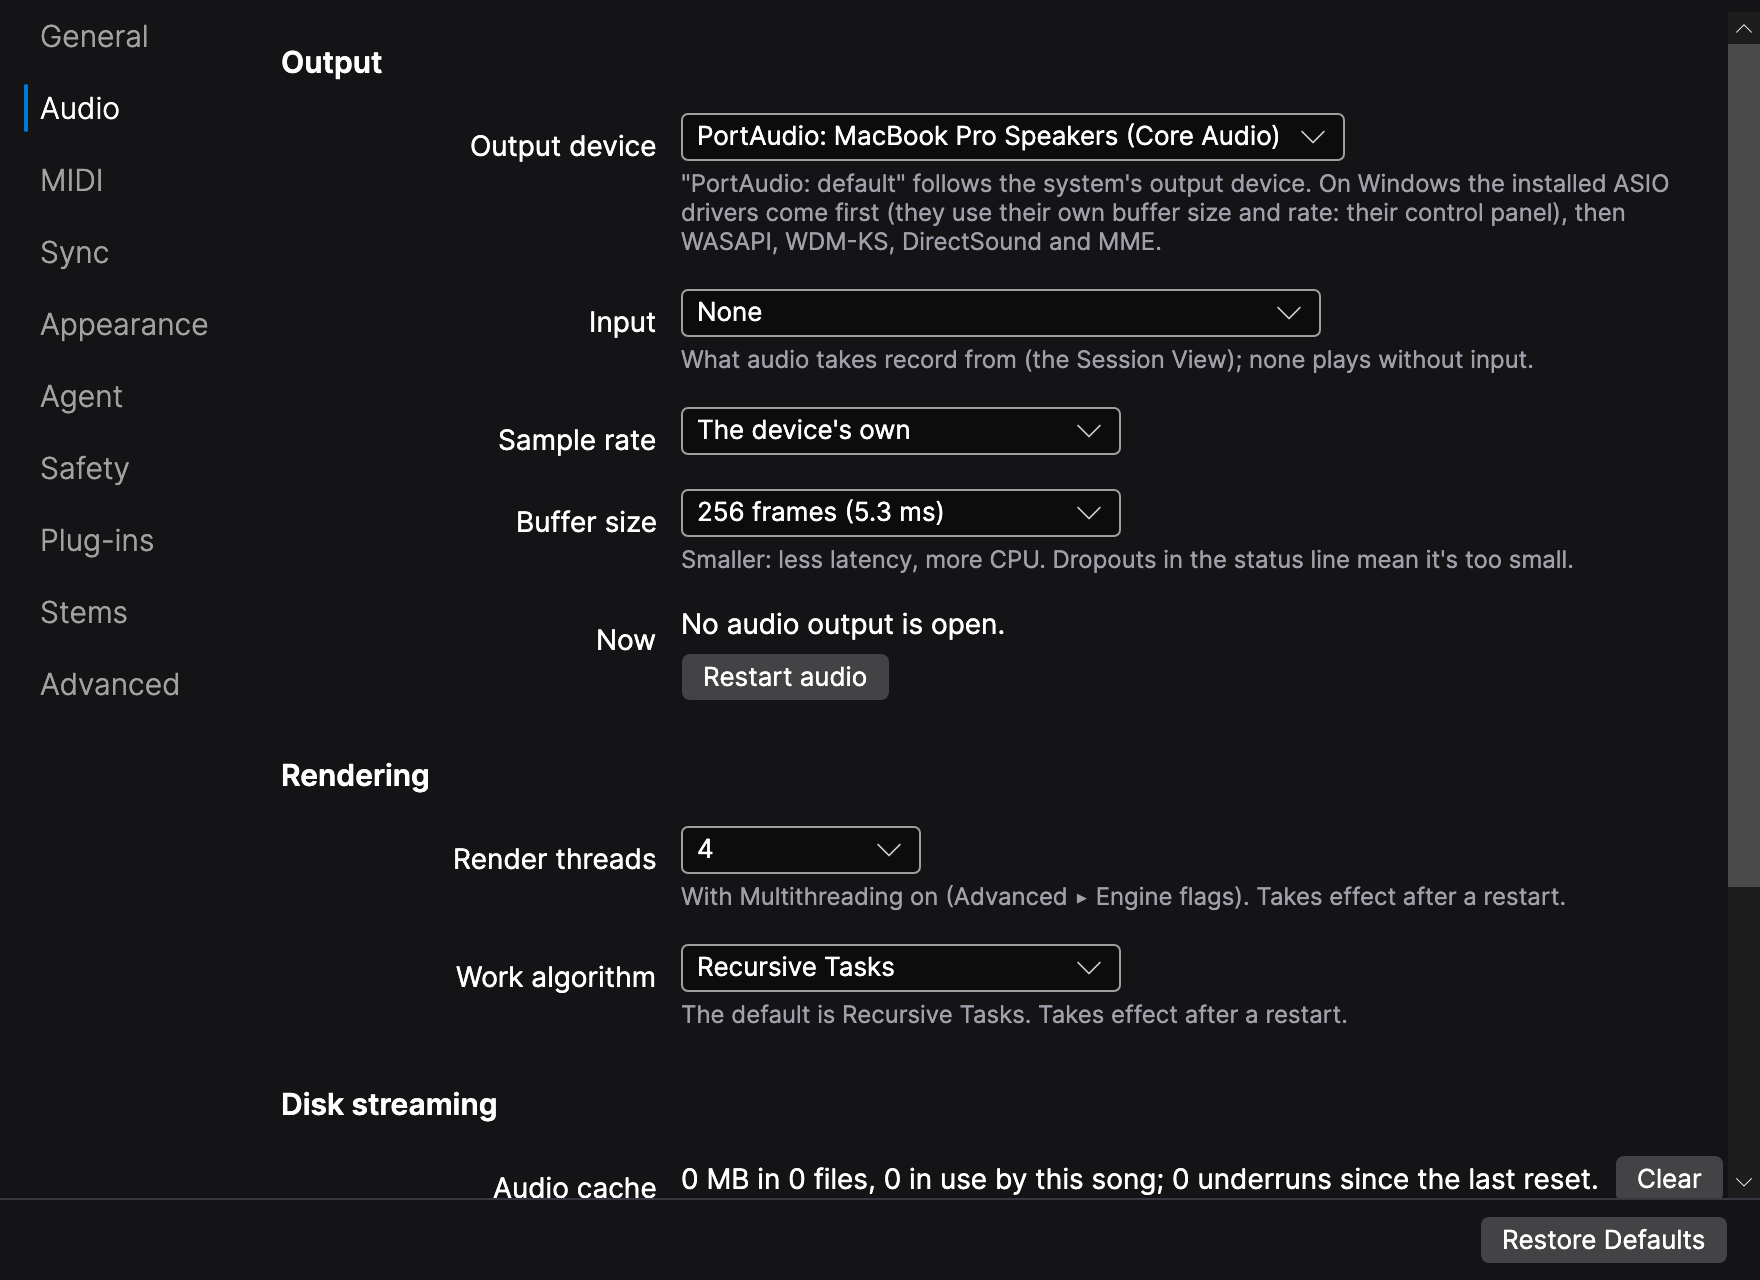 General
Audio
MIDI
Sync
Appearance
Agent
Safety
Plug-ins
Stems
Advanced
Output
Output device
PortAudio: MacBook Pro Speakers (Core Audio)
"PortAudio: default" follows the system's output device. On Windows the installed ASIO
drivers come first (they use their own buffer size and rate: their control panel), then
WASAPI, WDM-KS, DirectSound and MME.
Input
None
What audio takes record from (the Session View); none plays without input.
Sample rate
The device's own
Buffer size
256 frames (5.3 ms)
Smaller: less latency, more CPU. Dropouts in the status line mean it's too small.
Now
No audio output is open.
Restart audio
Rendering
Render threads
4
With Multithreading on (Advanced ▸ Engine flags). Takes effect after a restart.
Work algorithm
Recursive Tasks
The default is Recursive Tasks. Takes effect after a restart.
Disk streaming
Audio cache
0 MB in 0 files, 0 in use by this song; 0 underruns since the last reset.
Clear
Restore Defaults